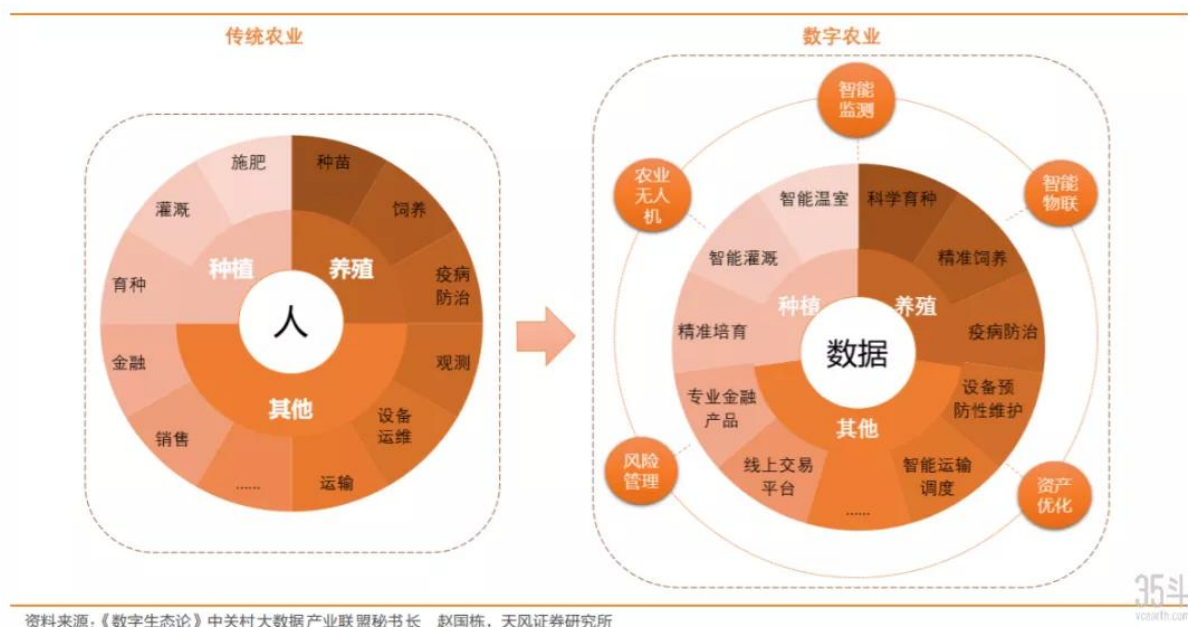 传统农业
数字农业
施肥
种苗
灌溉
饲养
育种
种植
养殖
疫病
防治
人
金融
观测
其他
销售
设备
运维
……
运输
智能
监测
农业
无人
机
智能
物联
智能温室
科学育种
智能灌溉
精准饲养
种植
养殖
精准培育
数据
疫病防治
专业金融
产品
其他
设备预
防性维护
线上交易
平台
智能运输
调度
……
风险
管理
资产
优化
35斗
vcearth.com
资料来源:《数字生态论》中关村大数据产业联盟秘书长 赵国栋,天风证券研究所